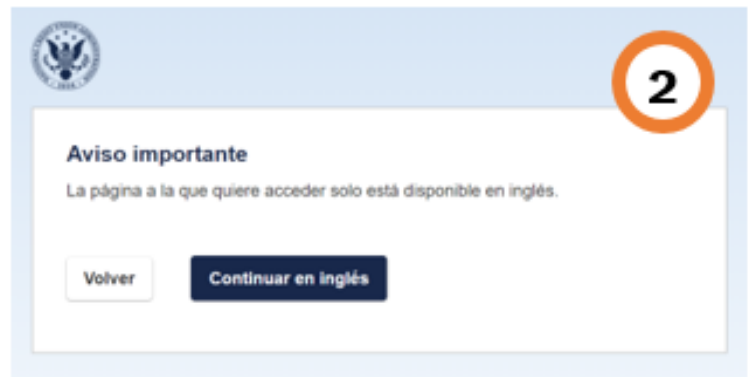 2
Aviso importante
La página a la que quiere acceder solo está disponible en inglés.
Volver
Continuar en inglés